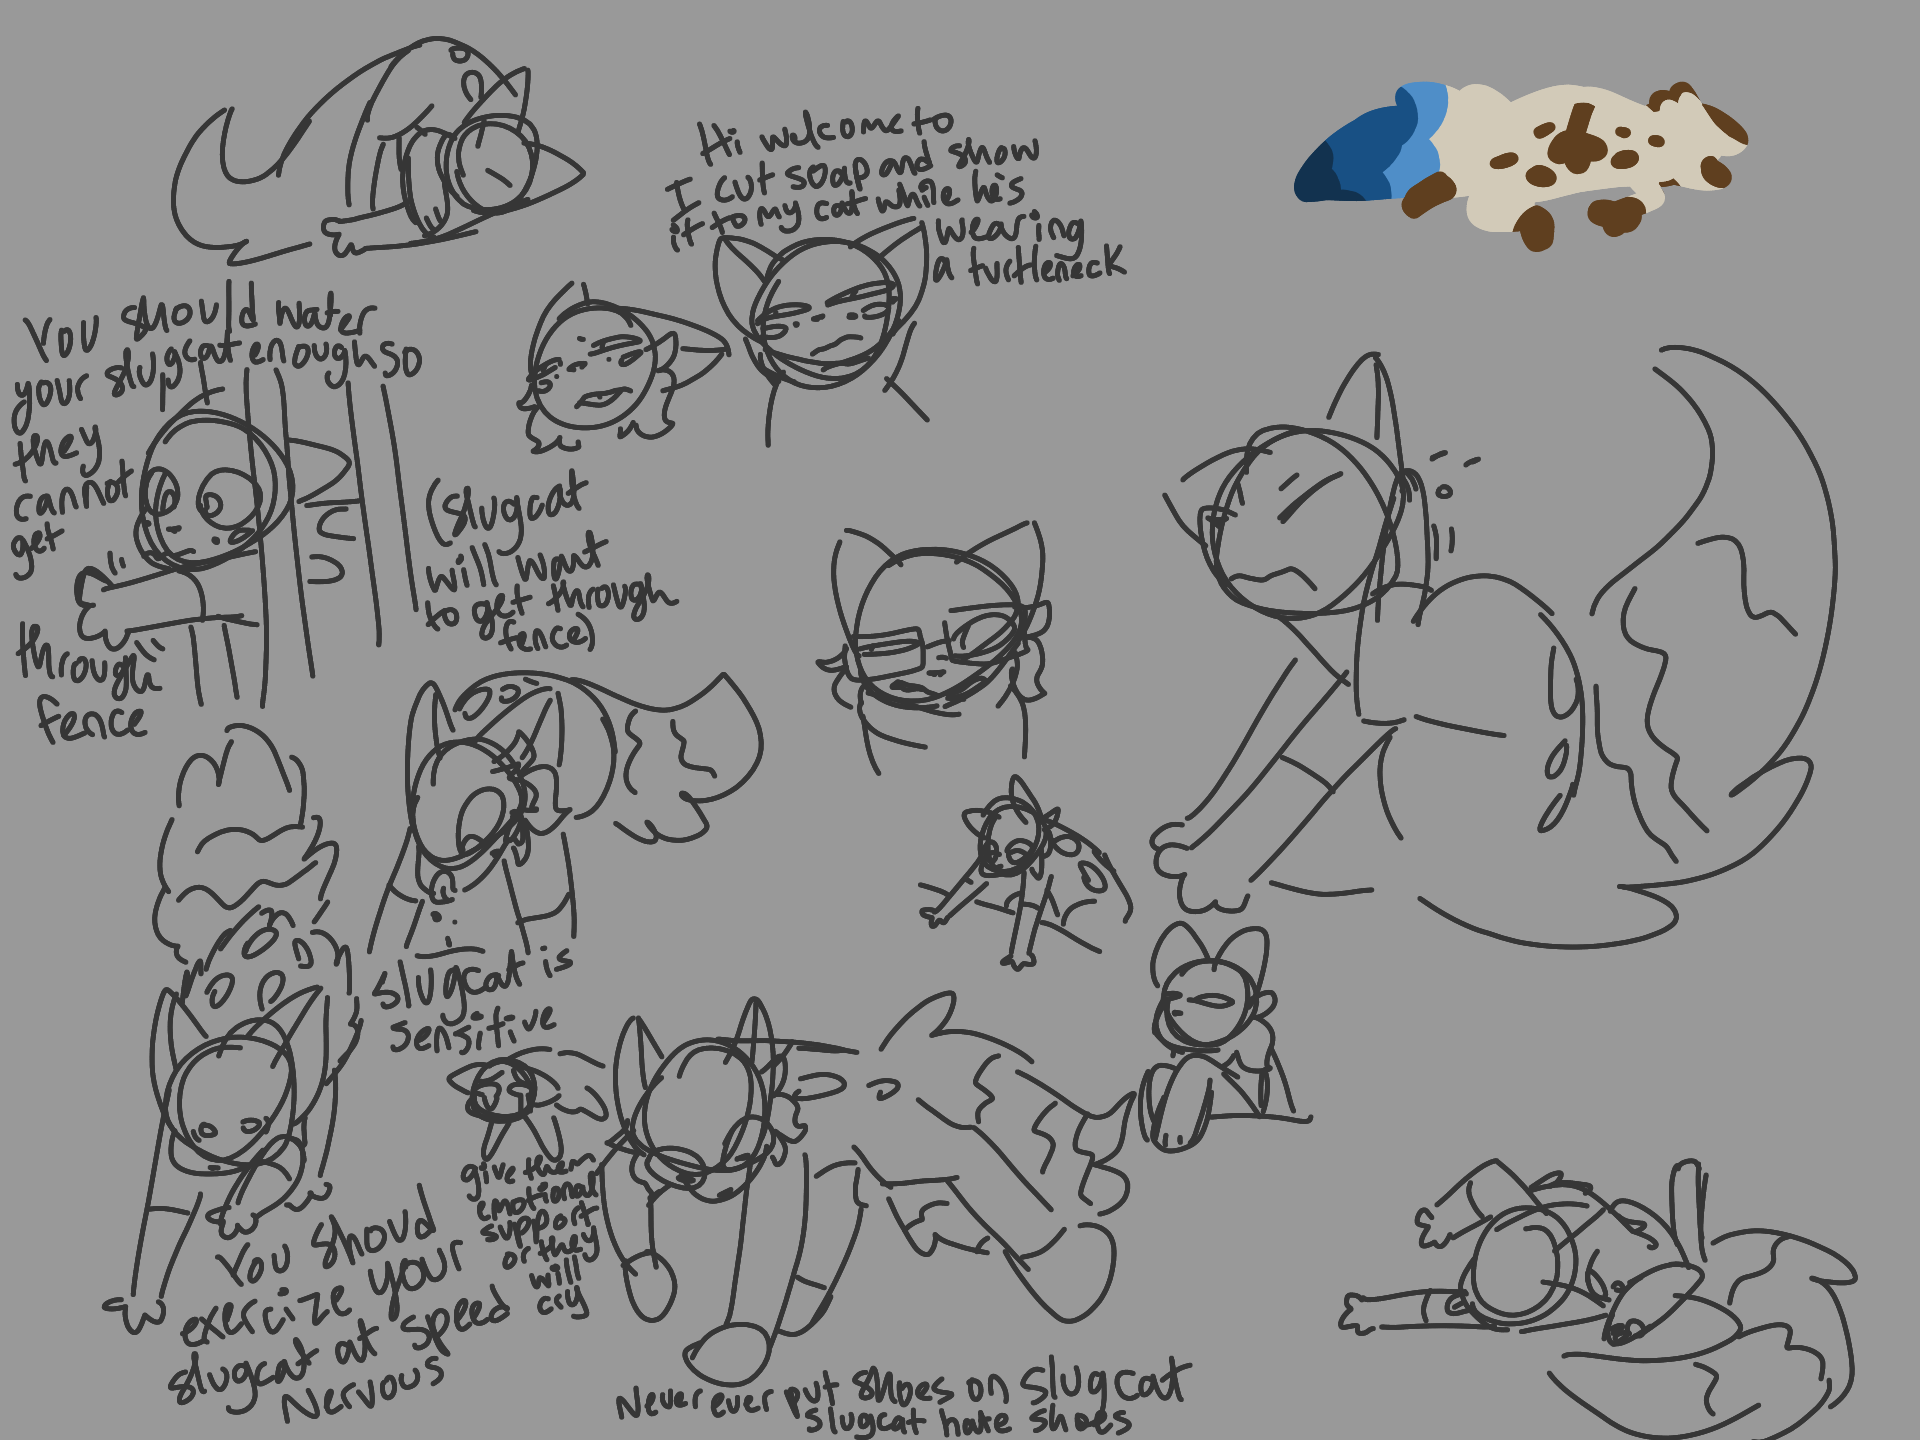 Hi welcome to
I cut soap and show
it to my cat while he's
wearing
a turtleneck
You should water
your slugcat enough so
they
cannot
get
through
fence
(slugcat
will want
to get through
fence)
slugcat is
sensitive
give them
emotional
support
or they
will
cry
You should
exercize your
slugcat at speed
Nervous
Never ever put shoes on slugcat
slugcat hate shoes